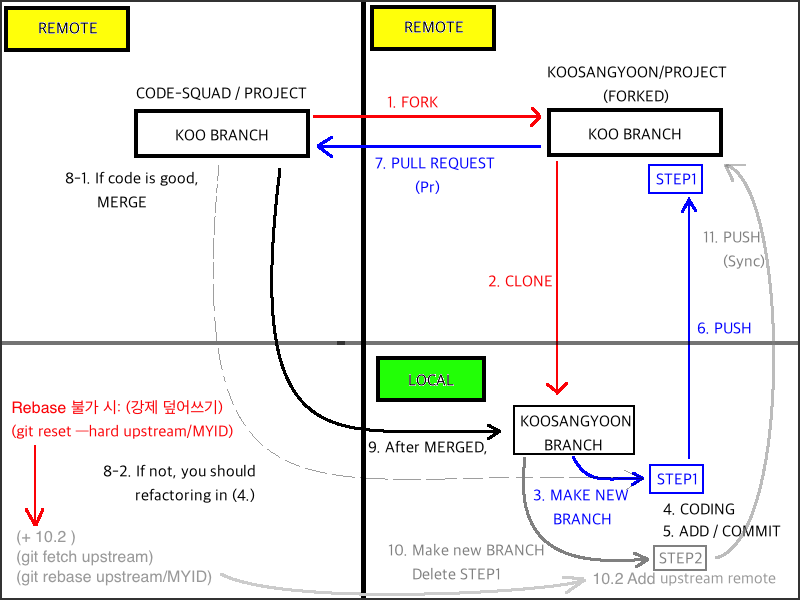 REMOTE
REMOTE
CODE-SQUAD / PROJECT
KOO BRANCH
KOOSANGYOON/PROJECT
(FORKED)
KOO BRANCH
1. FORK
7. PULL REQUEST
(Pr)
8-1. If code is good,
MERGE
STEP1
11. PUSH
(Sync)
2. CLONE
6. PUSH
LOCAL
Rebase 불가 시: (강제 덮어쓰기)
(git reset —hard upstream/MYID)
KOOSANGYOON
BRANCH
9. After MERGED,
8-2. If not, you should
refactoring in (4.)
STEP1
3. MAKE NEW
BRANCH
4. CODING
5. ADD / COMMIT
(+ 10.2 )
(git fetch upstream)
(git rebase upstream/MYID)
10. Make new BRANCH
Delete STEP1
STEP2
10.2 Add upstream remote